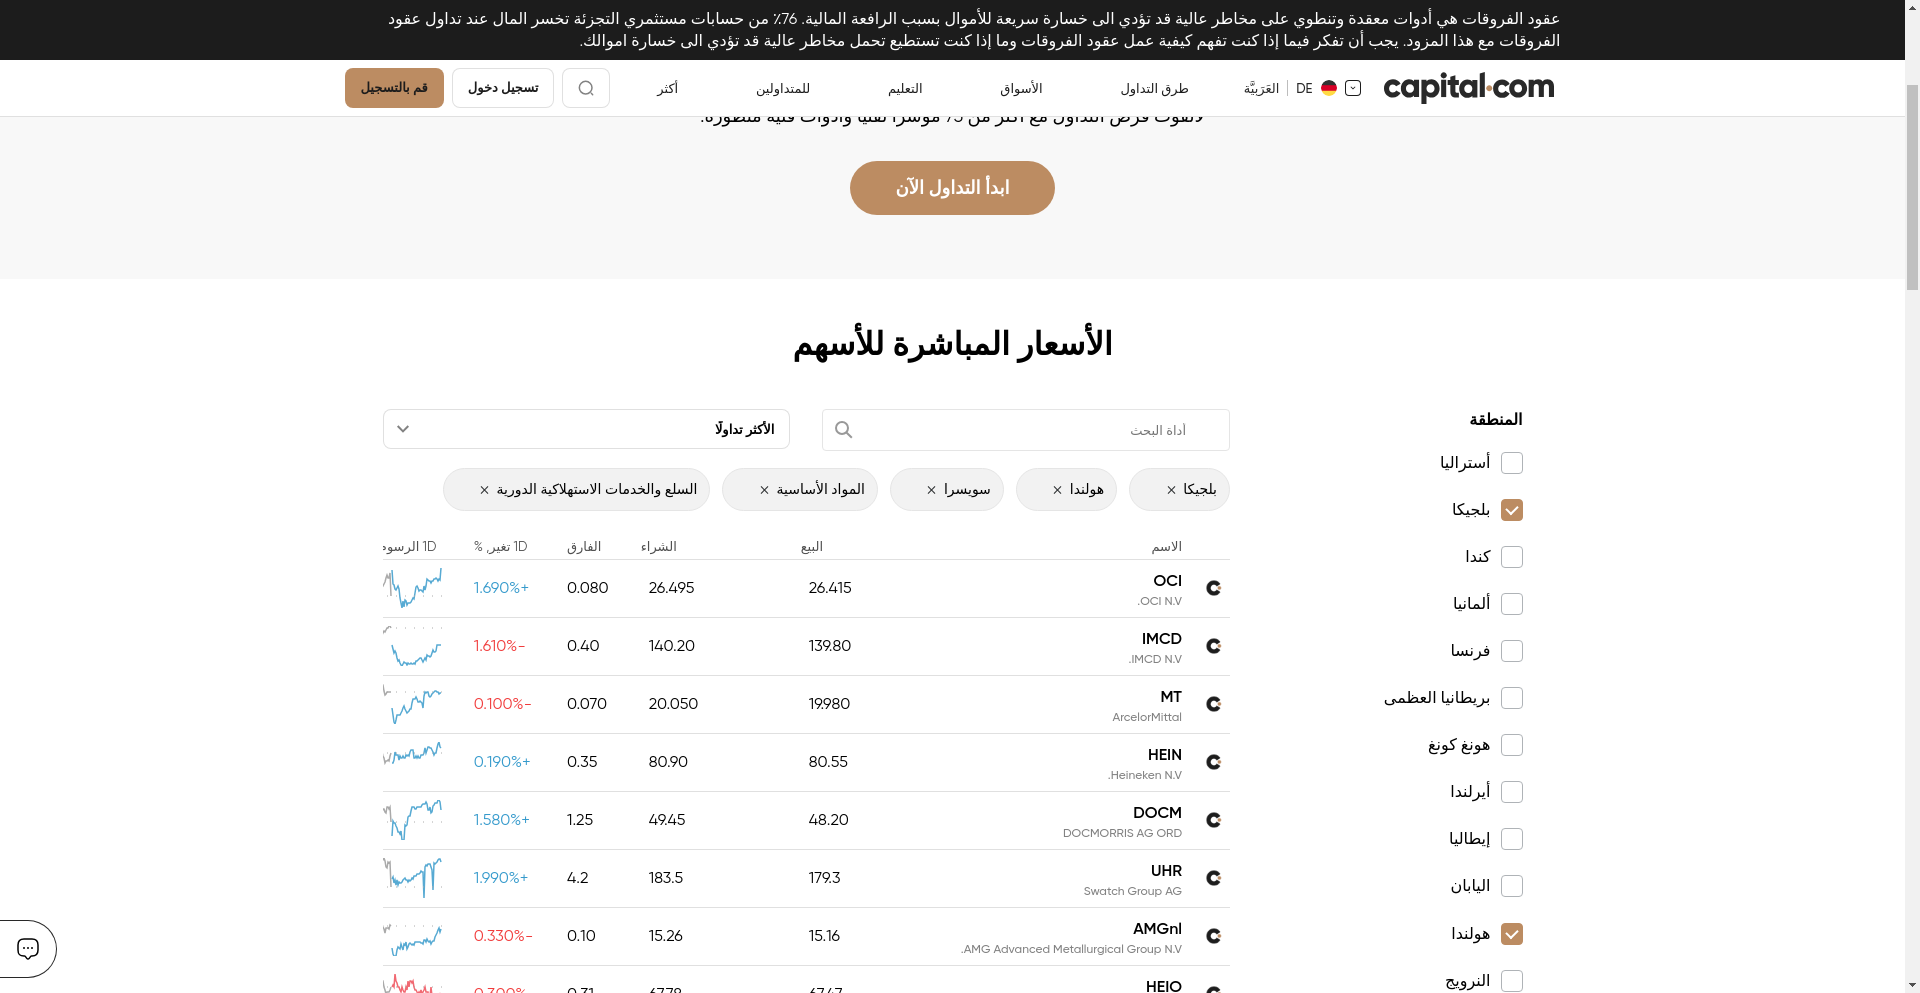 عقود الفروقات هي أدوات معقدة وتنطوي على مخاطر عالية قد تؤدي الى خسارة سريعة للأموال بسبب الرافعة المالية. 76٪ من حسابات مستثمري التجزئة تخسر المال عند تداول عقود
الفروقات مع هذا المزود. يجب أن تفكر فيما إذا كنت تفهم كيفية عمل عقود الفروقات وما إذا كنت تستطيع تحمل مخاطر عالية قد تؤدي الى خسارة اموالك.
capital.com
DE العَرَبيَّة
طرق التداول
الأسواق
التعليم
للمتداولين
أكثر
تسجيل دخول
قم بالتسجيل
ابدأ التداول الآن
الأسعار المباشرة للأسهم
المنطقة
أستراليا
بلجيكا
كندا
ألمانيا
فرنسا
بريطانيا العظمى
هونغ كونغ
أيرلندا
إيطاليا
اليابان
هولندا
النرويج
أداة البحث
الأكثر تداولًا
بلجيكا ×
هولندا ×
سويسرا ×
المواد الأساسية ×
السلع والخدمات الاستهلاكية الدورية ×
الاسم البيع الشراء الفارق 1D تغير, % 1D
OCI 26.415 26.495 0.080 1.690%+
OCI N.V.
IMCD 139.80 140.20 0.40 1.610%-
IMCD N.V.
MT 19.980 20.050 0.070 0.100%-
ArcelorMittal
HEIN 80.55 80.90 0.35 0.190%+
Heineken N.V.
DOCM 48.20 49.45 1.25 1.580%+
DOCMORRIS AG ORD
UHR 179.3 183.5 4.2 1.990%+
Swatch Group AG
AMGnl 15.16 15.26 0.10 0.330%-
AMG Advanced Metallurgical Group N.V.
HEIO